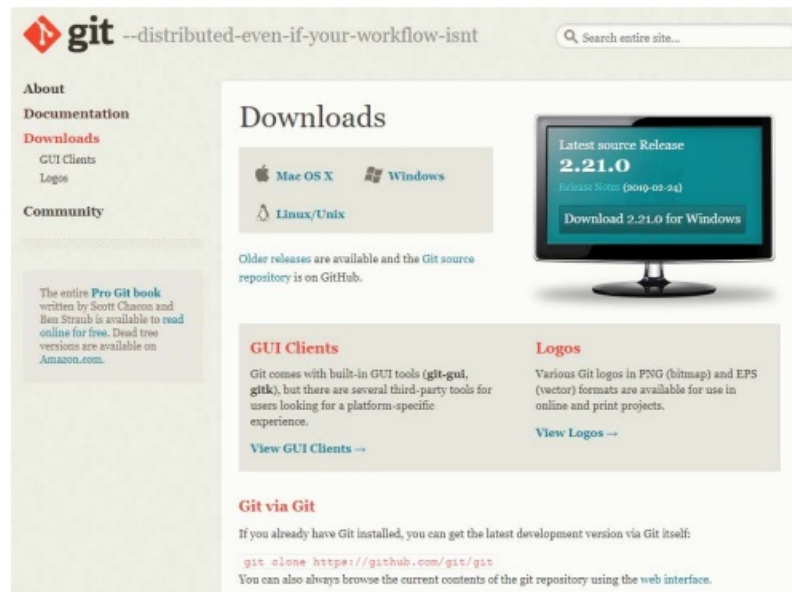 git --distributed-even-if-your-workflow-isnt
Search entire site...
About
Documentation
Downloads
GUI Clients
Logos
Community
The entire Pro Git book
written by Scott Chacon and
Ben Straub is available to read
online for free. Dead tree
versions are available on
Amazon.com.
Downloads
Mac OS X
Windows
Linux/Unix
Older releases are available and the Git source
repository is on GitHub.
Latest source Release
2.21.0
Release Notes (2019-02-24)
Download 2.21.0 for Windows
GUI Clients
Git comes with built-in GUI tools (git-gui,
gitk), but there are several third-party tools for
users looking for a platform-specific
experience.
View GUI Clients →
Logos
Various Git logos in PNG (bitmap) and EPS
(vector) formats are available for use in
online and print projects.
View Logos →
Git via Git
If you already have Git installed, you can get the latest development version via Git itself:
git clone https://github.com/git/git
You can also always browse the current contents of the git repository using the web interface.